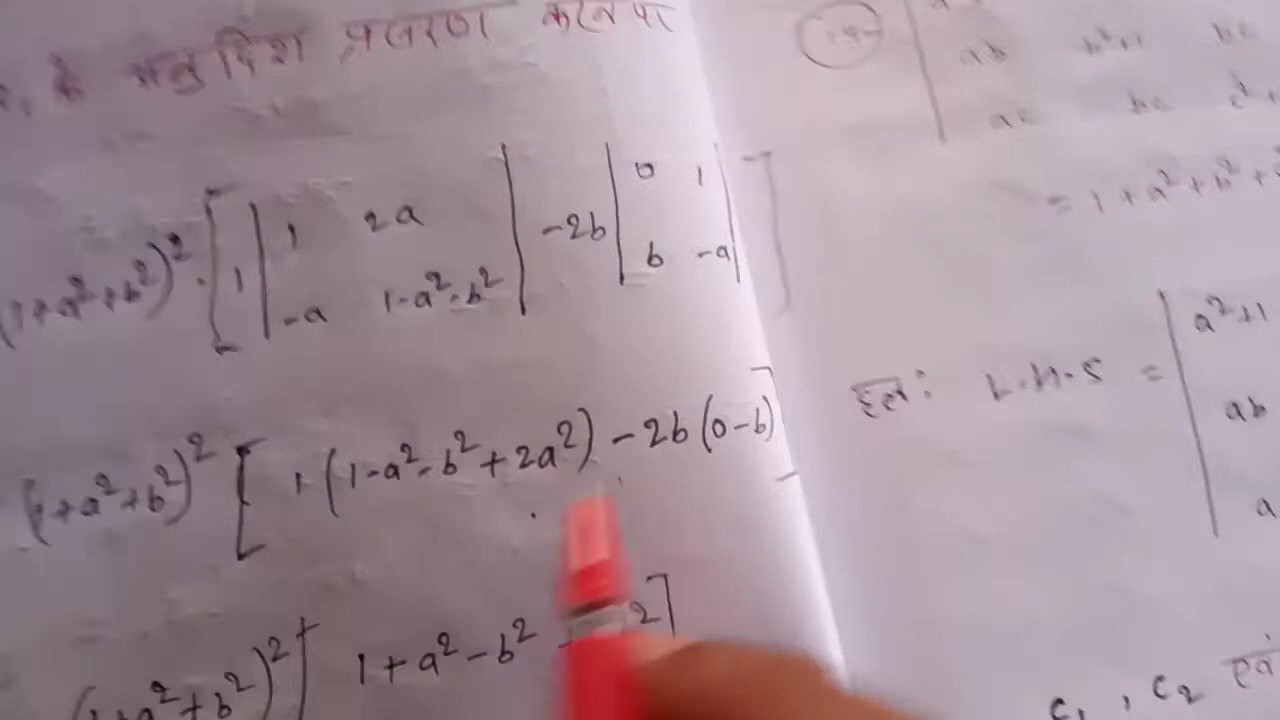 के अनुदिश प्रसरण करने पर
(1+a²+b²)² · [ 1 | 1 2a | -2b | 0 1 | ]
| -a 1-a²-b² | | b -a |
(1+a²+b²)² [ 1·(1-a²-b²+2a²) -2b(0-b) ]
(1+a²+b²)² [ 1+a²-b² 2 ]
ab b²+1 bc
ac bc
= 1+a²+b²+
हल: L.H.S = | a²+1
ab
a
c₁, c₂